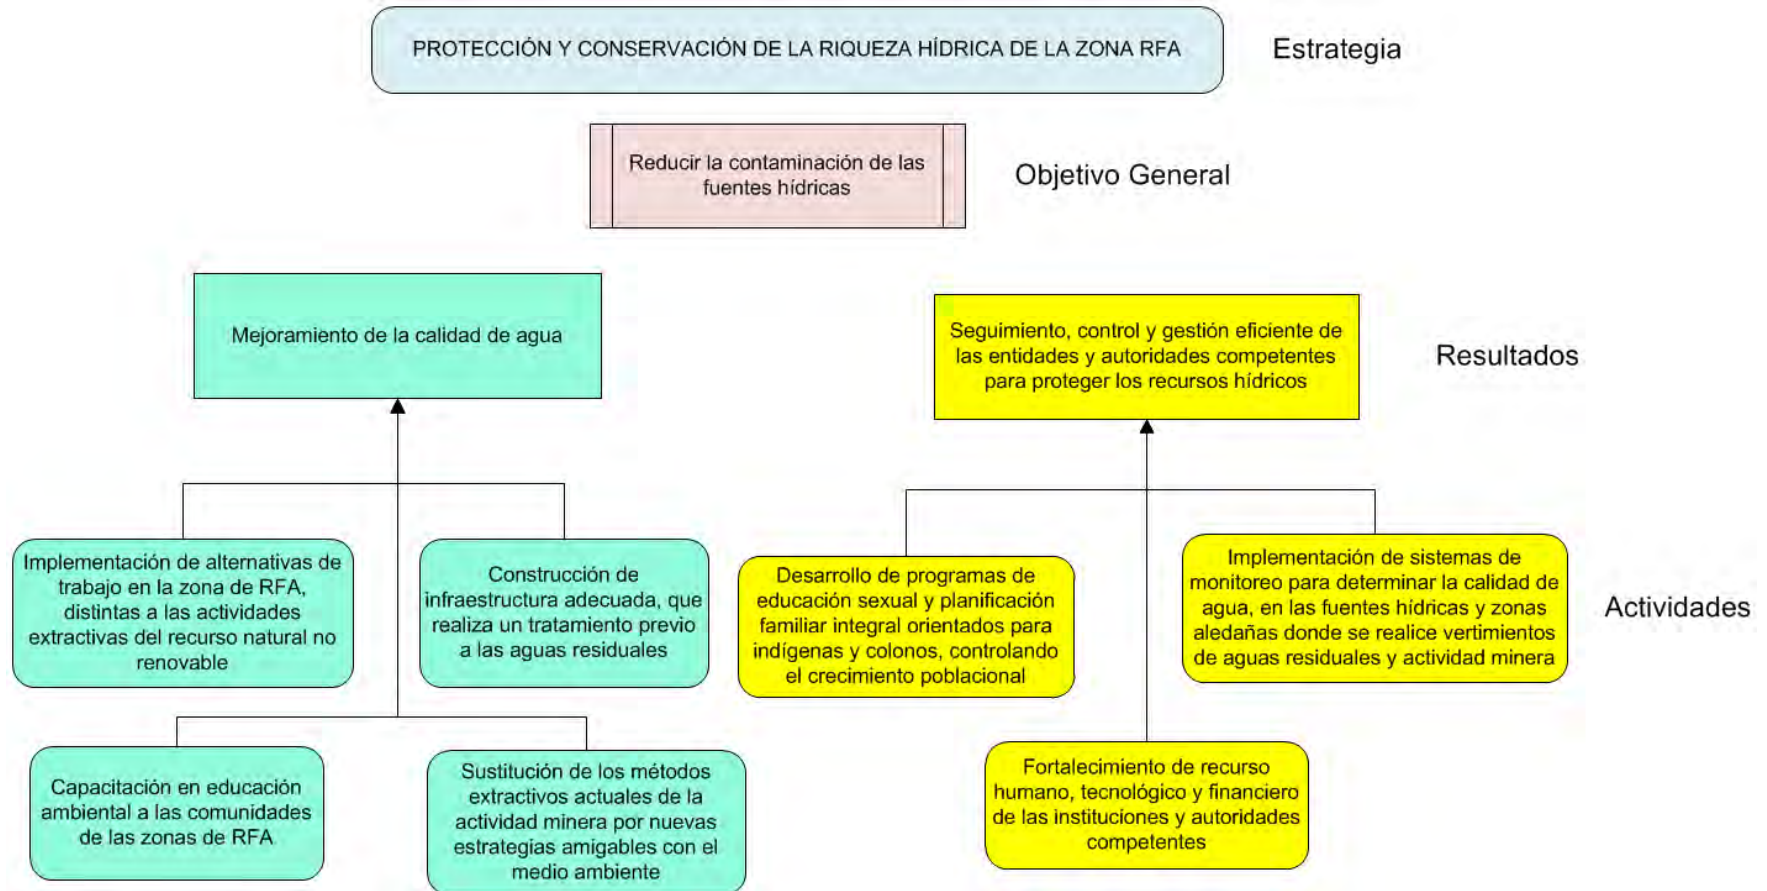 PROTECCIÓN Y CONSERVACIÓN DE LA RIQUEZA HÍDRICA DE LA ZONA RFA
Estrategia
Reducir la contaminación de las
fuentes hídricas
Objetivo General
Mejoramiento de la calidad de agua
Seguimiento, control y gestión eficiente de
las entidades y autoridades competentes
para proteger los recursos hídricos
Resultados
Implementación de alternativas de
trabajo en la zona de RFA,
distintas a las actividades
extractivas del recurso natural no
renovable
Construcción de
infraestructura adecuada, que
realiza un tratamiento previo
a las aguas residuales
Desarrollo de programas de
educación sexual y planificación
familiar integral orientados para
indígenas y colonos, controlando
el crecimiento poblacional
Implementación de sistemas de
monitoreo para determinar la calidad de
agua, en las fuentes hídricas y zonas
aledañas donde se realice vertimientos
de aguas residuales y actividad minera
Actividades
Capacitación en educación
ambiental a las comunidades
de las zonas de RFA
Sustitución de los métodos
extractivos actuales de la
actividad minera por nuevas
estrategias amigables con el
medio ambiente
Fortalecimiento de recurso
humano, tecnológico y financiero
de las instituciones y autoridades
competentes